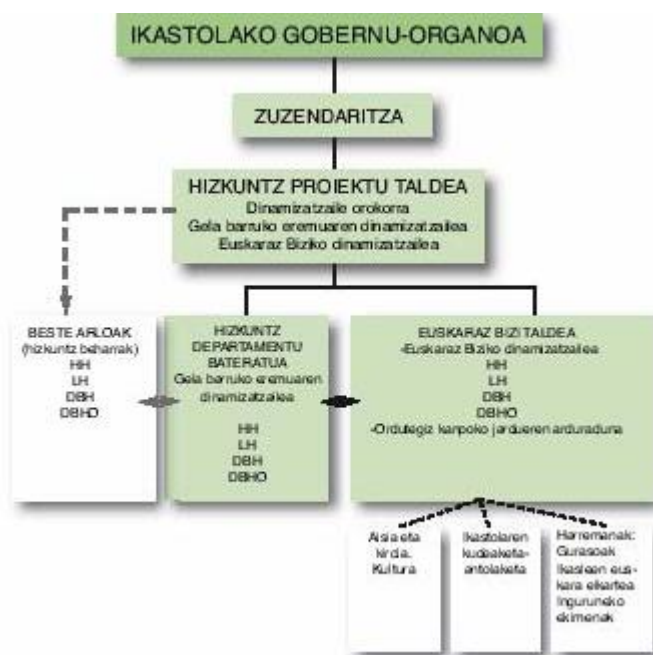 IKASTOLAKO GOBERNU-ORGANOA
ZUZENDARITZA
HIZKUNTZ PROIEKTU TALDEA
Dinamizatzaile orokorra
Gela barruko eremuaren dinamizatzailea
Euskaraz Biziko dinamizatzailea
BESTE ARLOAK
(hizkuntz beharrak)
HH
LH
DBH
DBHO
HIZKUNTZ
DEPARTAMENTU
BATERATUA
Gela barruko eremuaren
dinamizatzailea
HH
LH
DBH
DBHO
EUSKARAZ BIZI TALDEA
-Euskaraz Biziko dinamizatzailea
HH
LH
DBH
DBHO
-Ordutegiz kanpoko jardueren arduraduna
Aisia eta
kirola.
Kultura
Ikastolaren
kudeaketa-
antolaketa
Harremanak:
Gurasoak
Ikasleen eus-
kara elkartea
Inguruneko
ekimenak